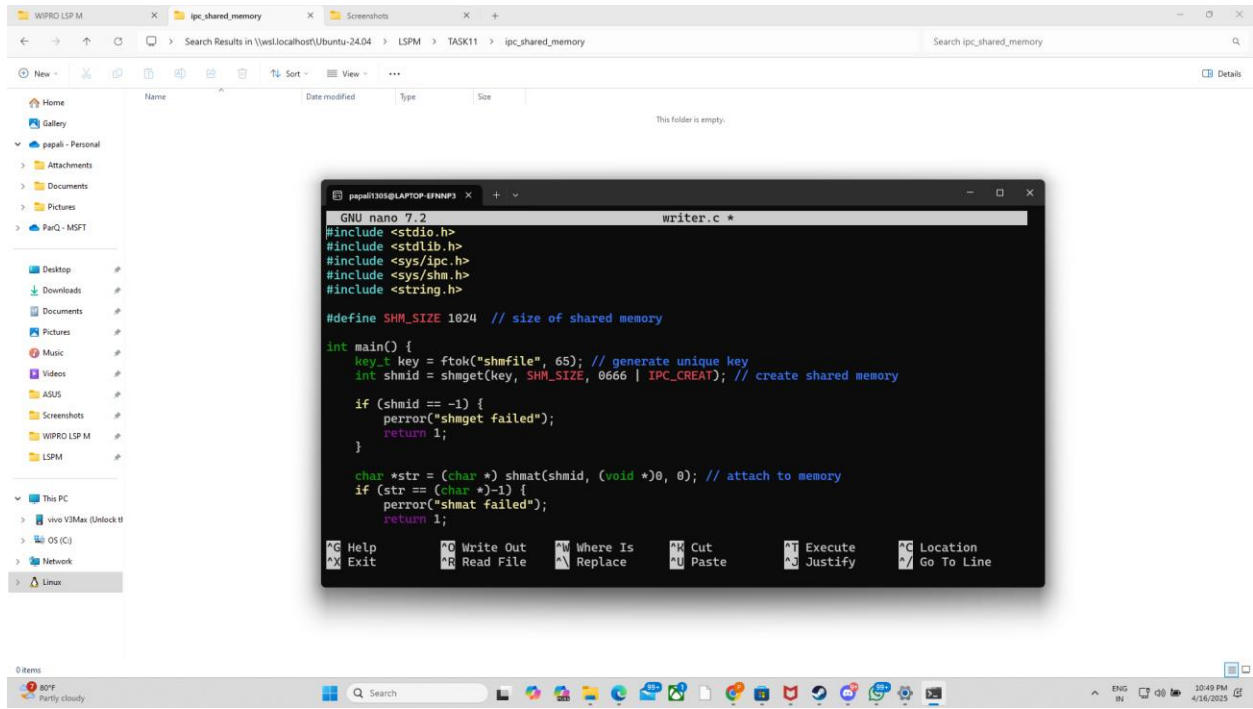 WIPRO LSP M
ipc_shared_memory
Screenshots
Search Results in \\wsl.localhost\Ubuntu-24.04 > LSPM > TASK11 > ipc_shared_memory
Search ipc_shared_memory
New
Sort
View
Details
Name
Date modified
Type
Size
This folder is empty.
Home
Gallery
papali - Personal
Attachments
Documents
Pictures
ParQ - MSFT
Desktop
Downloads
Documents
Pictures
Music
Videos
ASUS
Screenshots
WIPRO LSP M
LSPM
This PC
vivo V3Max (Unlock th
OS (C:)
Network
Linux
papali1305@LAPTOP-EFNNP3
GNU nano 7.2 writer.c *
#include <stdio.h>
#include <stdlib.h>
#include <sys/ipc.h>
#include <sys/shm.h>
#include <string.h>
#define SHM_SIZE 1024 // size of shared memory
int main() {
key_t key = ftok("shmfile", 65); // generate unique key
int shmid = shmget(key, SHM_SIZE, 0666 | IPC_CREAT); // create shared memory
if (shmid == -1) {
perror("shmget failed");
return 1;
}
char *str = (char *) shmat(shmid, (void *)0, 0); // attach to memory
if (str == (char *)-1) {
perror("shmat failed");
return 1;
^G Help ^O Write Out ^W Where Is ^K Cut ^T Execute ^C Location
^X Exit ^R Read File ^\ Replace ^U Paste ^J Justify ^/ Go To Line
0 items
7
80°F
Partly cloudy
Search
99+
99+
ENG
IN
10:49 PM
4/16/2025